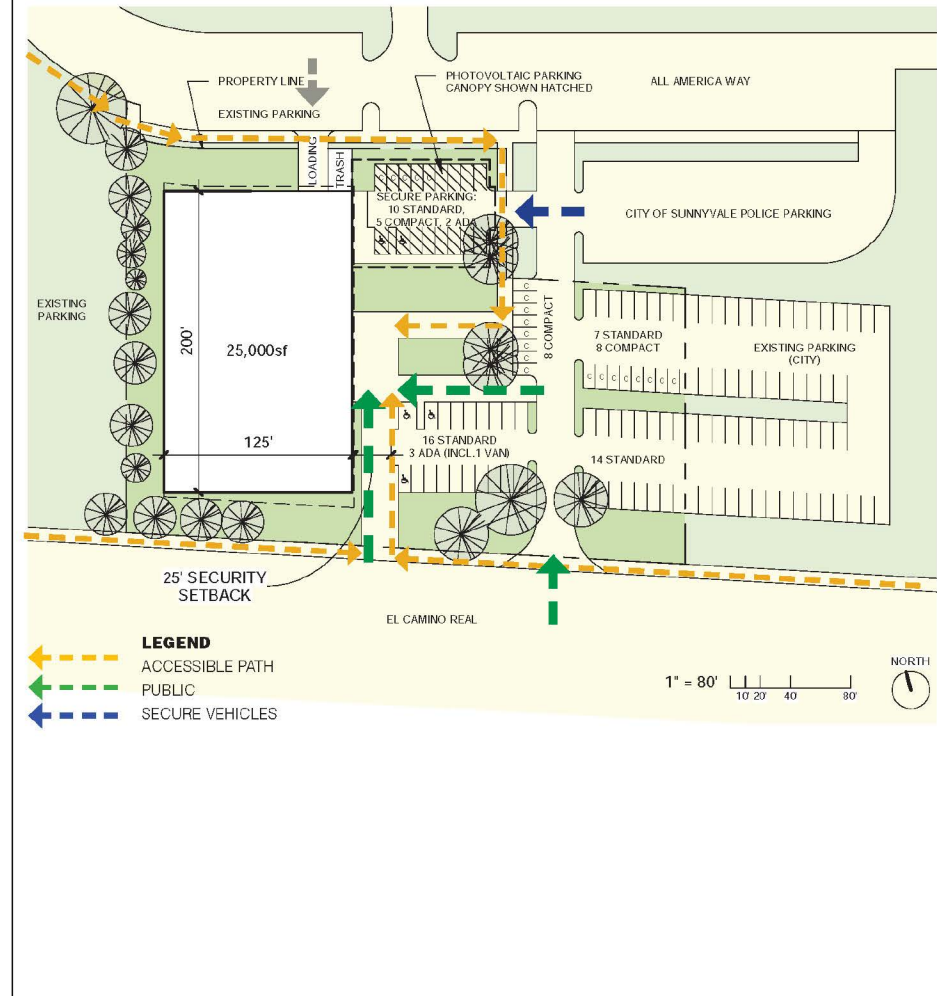 PROPERTY LINE
PHOTOVOLTAIC PARKING
CANOPY SHOWN HATCHED
ALL AMERICA WAY
EXISTING PARKING
LOADING
TRASH
C C C C C
SECURE PARKING:
10 STANDARD,
5 COMPACT, 2 ADA
CITY OF SUNNYVALE POLICE PARKING
EXISTING
PARKING
200'
25,000sf
125'
C
C
C
C
C
C
C
C
8 COMPACT
7 STANDARD
8 COMPACT
EXISTING PARKING
(CITY)
C C C C C C C C
16 STANDARD
3 ADA (INCL.1 VAN)
14 STANDARD
25' SECURITY
SETBACK
EL CAMINO REAL
LEGEND
ACCESSIBLE PATH
PUBLIC
SECURE VEHICLES
1" = 80'
10' 20' 40' 80'
NORTH